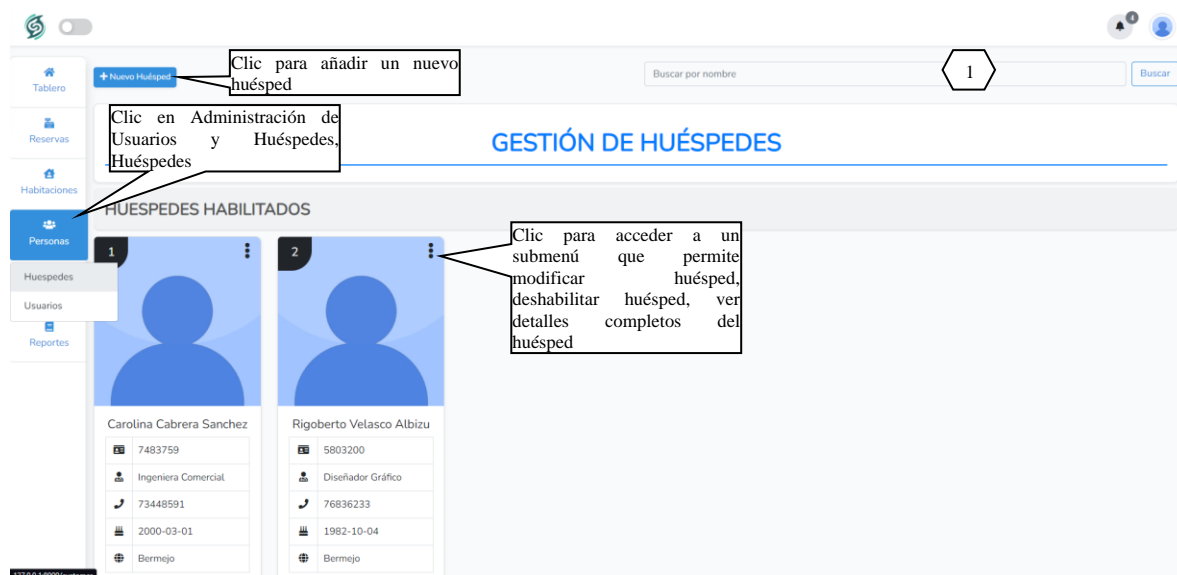 4
Tablero
Reservas
Habitaciones
Personas
Huespedes
Usuarios
Reportes
+ Nuevo Huésped
Clic para añadir un nuevo
huésped
Buscar por nombre
1
Buscar
Clic en Administración de
Usuarios y Huéspedes,
Huéspedes
GESTIÓN DE HUÉSPEDES
HUESPEDES HABILITADOS
Clic para acceder a un
submenú que permite
modificar huésped,
deshabilitar huésped, ver
detalles completos del
huésped
1
Carolina Cabrera Sanchez
7483759
Ingeniera Comercial
73448591
2000-03-01
Bermejo
2
Rigoberto Velasco Albizu
5803200
Diseñador Gráfico
76836233
1982-10-04
Bermejo